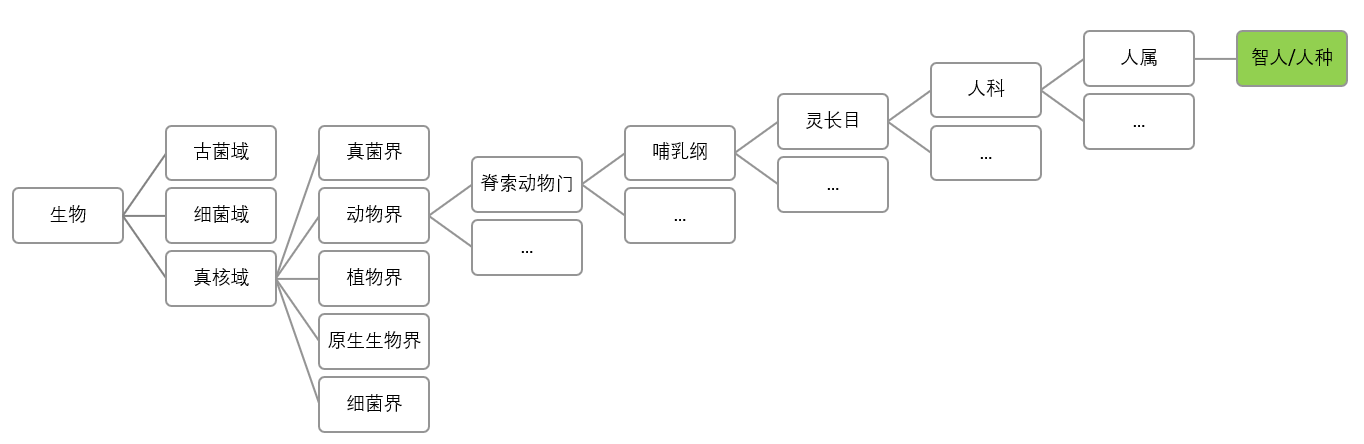 生物
古菌域
细菌域
真核域
真菌界
动物界
植物界
原生生物界
细菌界
脊索动物门
...
哺乳纲
...
灵长目
...
人科
...
人属
...
智人/人种